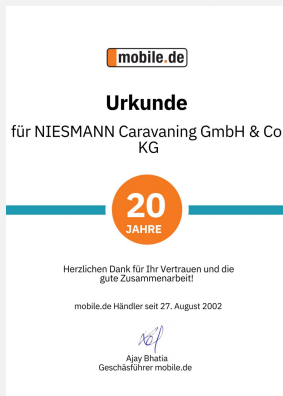 mobile.de
Urkunde
für NIESMANN Caravaning GmbH & Co
KG
20
JAHRE
Herzlichen Dank für Ihr Vertrauen und die
gute Zusammenarbeit!
mobile.de Händler seit 27. August 2002
Ajay Bhatia
Geschäsführer mobile.de